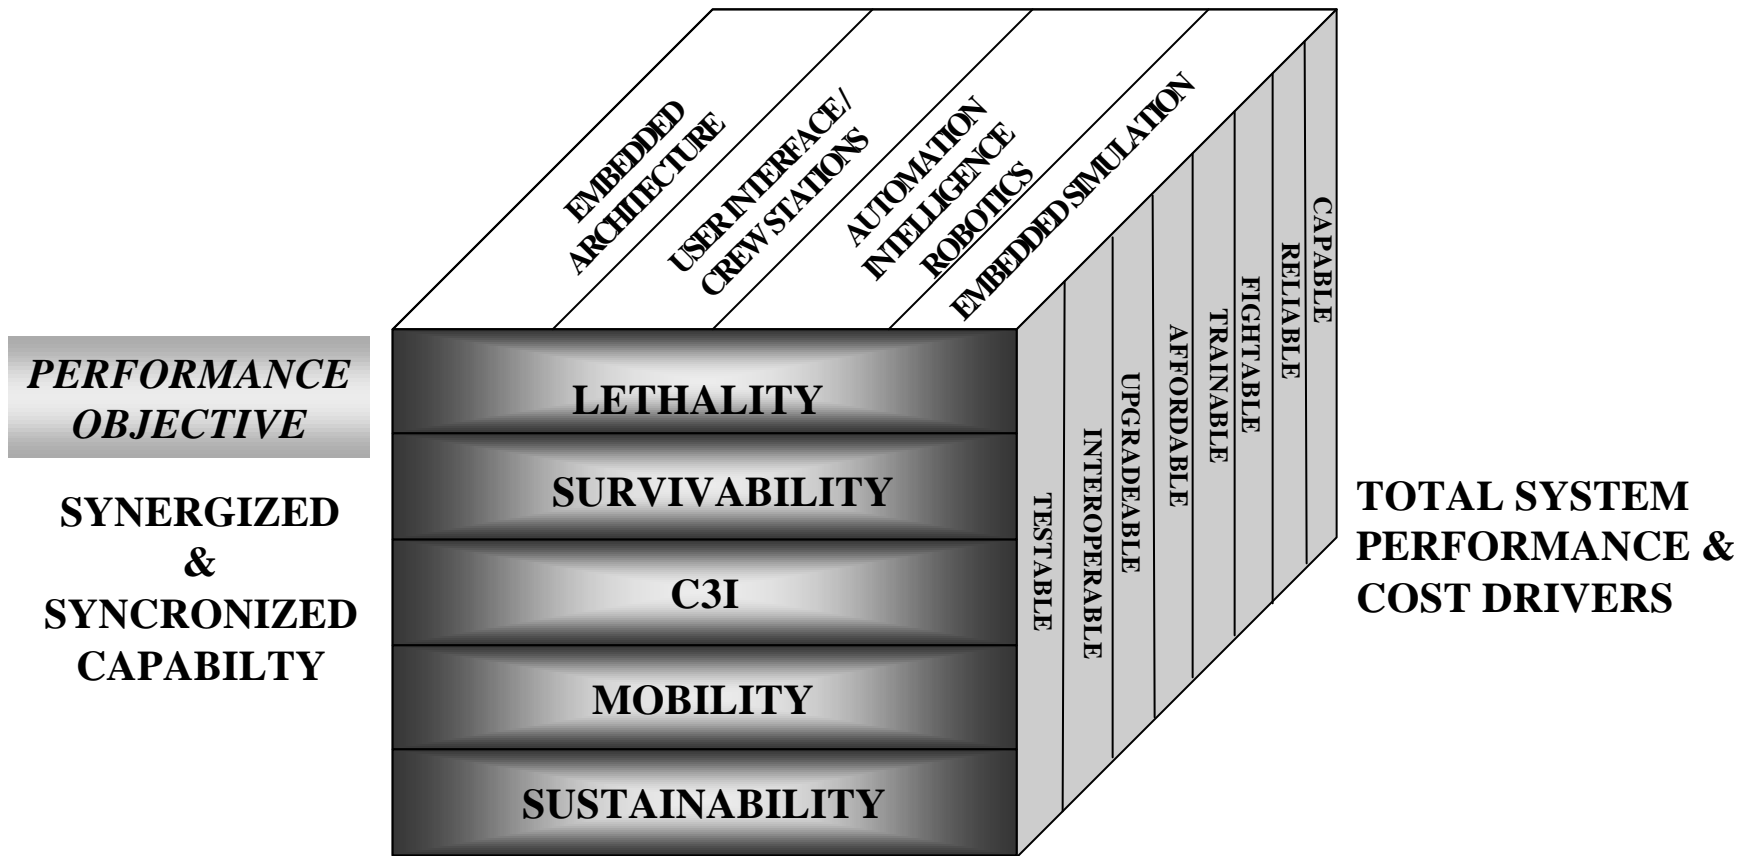 EMBEDDED
ARCHITECTURE
USER INTERFACE /
CREW STATIONS
AUTOMATION
INTELLIGENCE
ROBOTICS
EMBEDDED SIMULATION
PERFORMANCE
OBJECTIVE
SYNERGIZED
&
SYNCRONIZED
CAPABILTY
LETHALITY
SURVIVABILITY
C3I
MOBILITY
SUSTAINABILITY
TESTABLE
INTEROPERABLE
UPGRADEABLE
AFFORDABLE
TRAINABLE
FIGHTABLE
RELIABLE
CAPABLE
TOTAL SYSTEM
PERFORMANCE &
COST DRIVERS